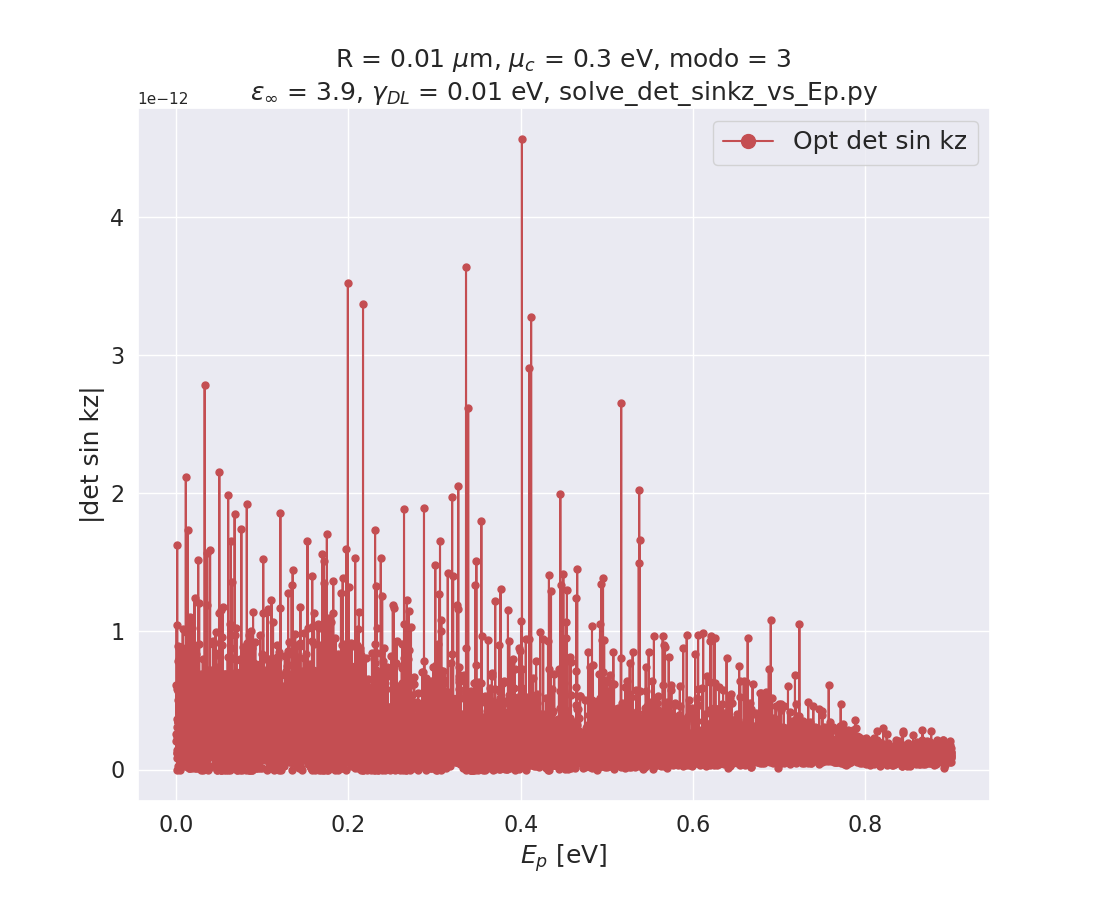 R = 0.01 μm, μ_c = 0.3 eV, modo = 3
ε_∞ = 3.9, γ_DL = 0.01 eV, solve_det_sinkz_vs_Ep.py
1e−12
Opt det sin kz
4
3
2
1
0
|det sin kz|
0.0 0.2 0.4 0.6 0.8
E_p [eV]